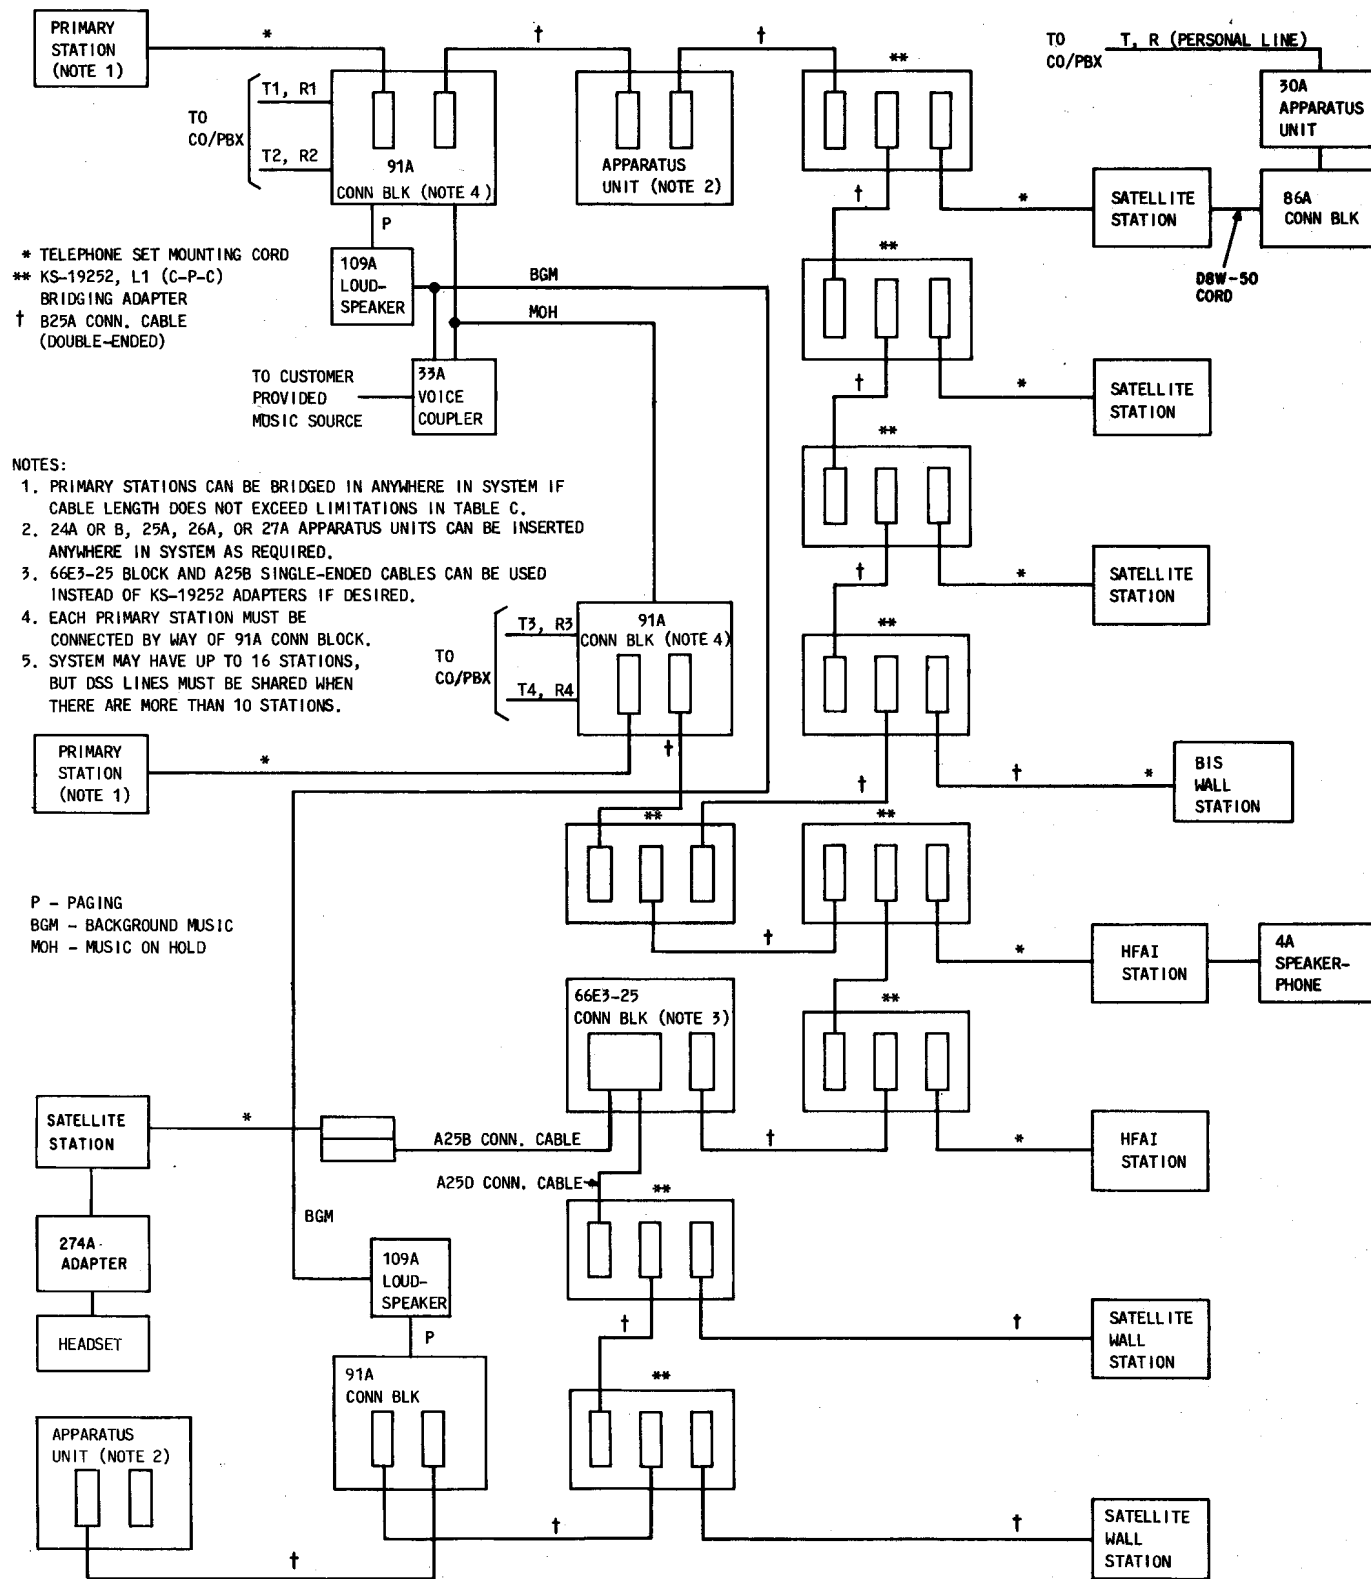 PRIMARY
STATION
(NOTE 1)
*
†
†
**
TO
CO/PBX
T, R (PERSONAL LINE)
30A
APPARATUS
UNIT
TO
CO/PBX
T1, R1
T2, R2
91A
CONN BLK (NOTE 4)
APPARATUS
UNIT (NOTE 2)
†
*
SATELLITE
STATION
86A
CONN BLK
D8W-50
CORD
P
* TELEPHONE SET MOUNTING CORD
** KS-19252, L1 (C-P-C)
BRIDGING ADAPTER
† B25A CONN. CABLE
(DOUBLE-ENDED)
109A
LOUD-
SPEAKER
BGM
MOH
**
TO CUSTOMER
PROVIDED
MUSIC SOURCE
33A
VOICE
COUPLER
†
*
SATELLITE
STATION
**
NOTES:
1. PRIMARY STATIONS CAN BE BRIDGED IN ANYWHERE IN SYSTEM IF
CABLE LENGTH DOES NOT EXCEED LIMITATIONS IN TABLE C.
2. 24A OR B, 25A, 26A, OR 27A APPARATUS UNITS CAN BE INSERTED
ANYWHERE IN SYSTEM AS REQUIRED.
3. 66E3-25 BLOCK AND A25B SINGLE-ENDED CABLES CAN BE USED
INSTEAD OF KS-19252 ADAPTERS IF DESIRED.
4. EACH PRIMARY STATION MUST BE
CONNECTED BY WAY OF 91A CONN BLOCK.
5. SYSTEM MAY HAVE UP TO 16 STATIONS,
BUT DSS LINES MUST BE SHARED WHEN
THERE ARE MORE THAN 10 STATIONS.
†
*
SATELLITE
STATION
**
TO
CO/PBX
T3, R3
T4, R4
91A
CONN BLK (NOTE 4)
†
PRIMARY
STATION
(NOTE 1)
*
†
†
*
BIS
WALL
STATION
**
**
P - PAGING
BGM - BACKGROUND MUSIC
MOH - MUSIC ON HOLD
†
*
HFAI
STATION
4A
SPEAKER-
PHONE
66E3-25
CONN BLK (NOTE 3)
**
SATELLITE
STATION
*
A25B CONN. CABLE
†
*
HFAI
STATION
A25D CONN. CABLE
**
BGM
274A
ADAPTER
109A
LOUD-
SPEAKER
HEADSET
P
†
†
SATELLITE
WALL
STATION
91A
CONN BLK
**
APPARATUS
UNIT (NOTE 2)
†
†
†
SATELLITE
WALL
STATION